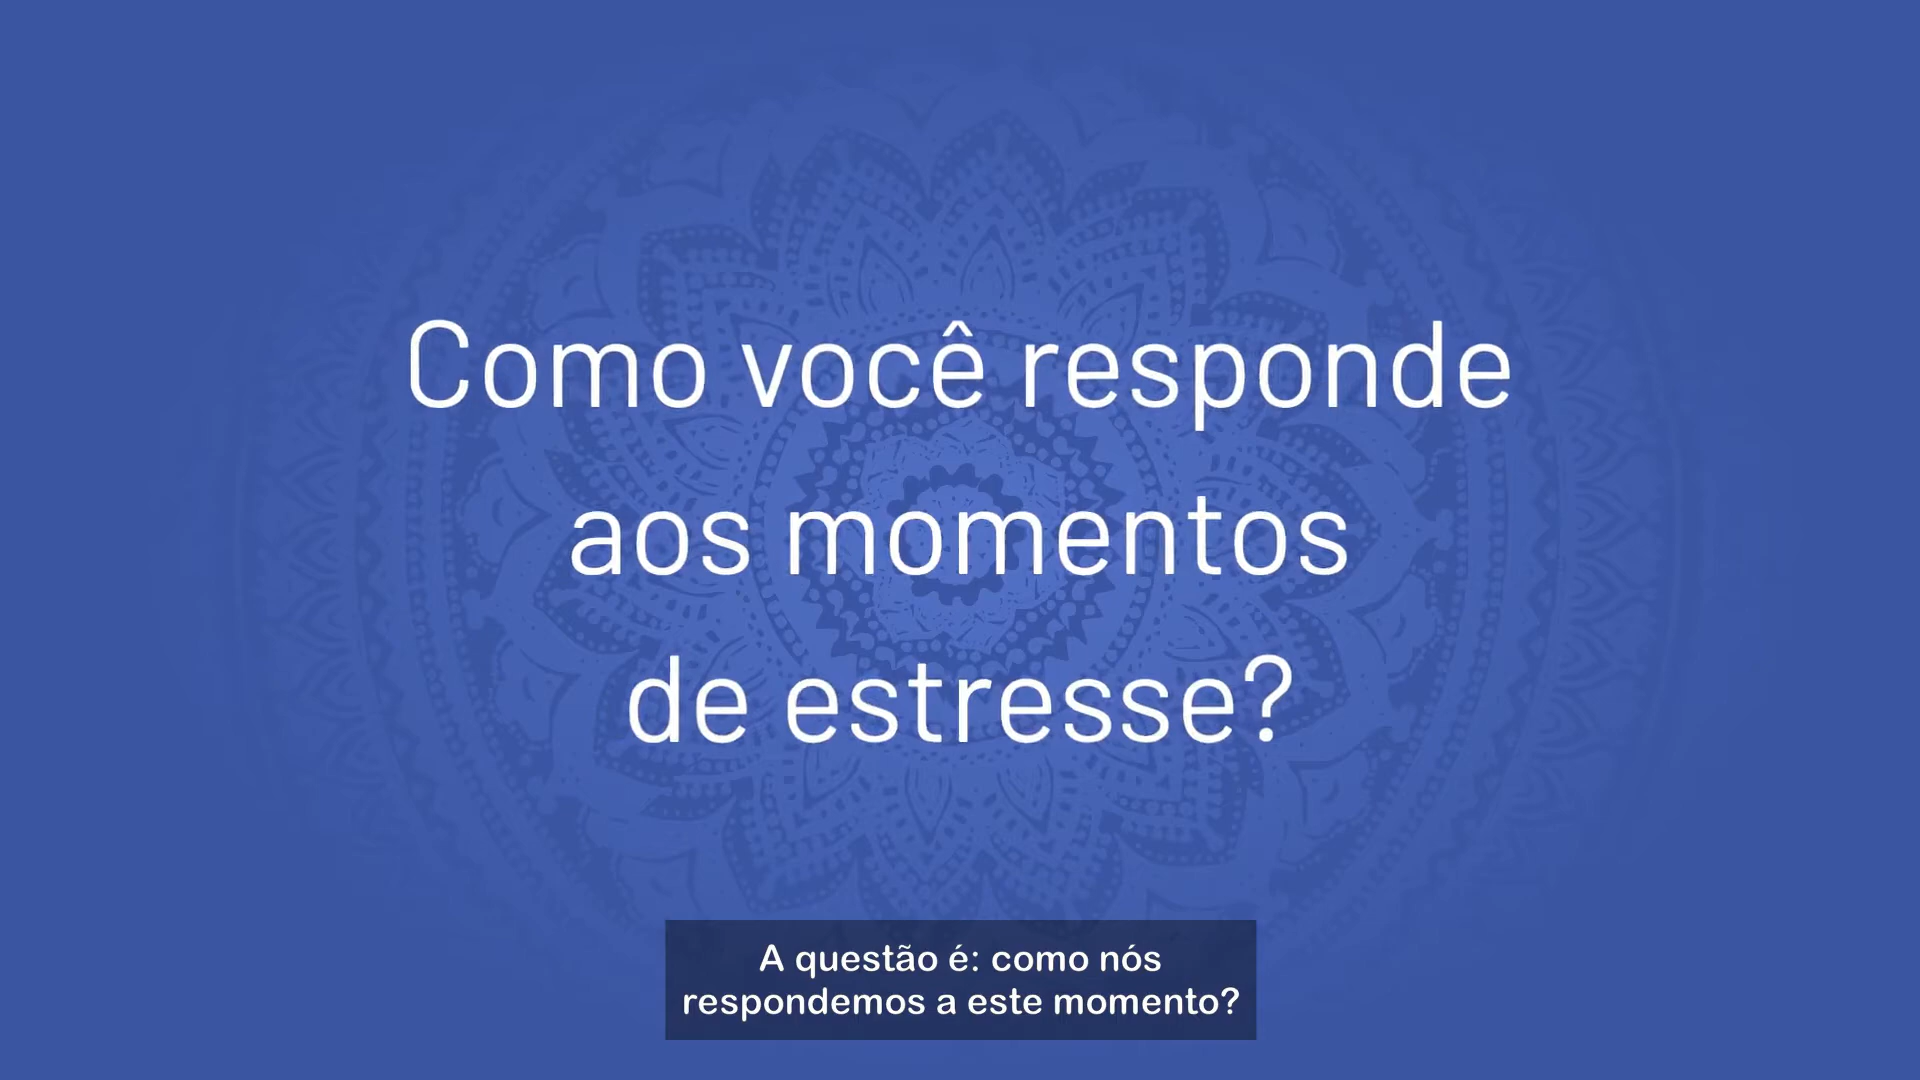 Como você responde
aos momentos
de estresse?
A questão é: como nós
respondemos a este momento?